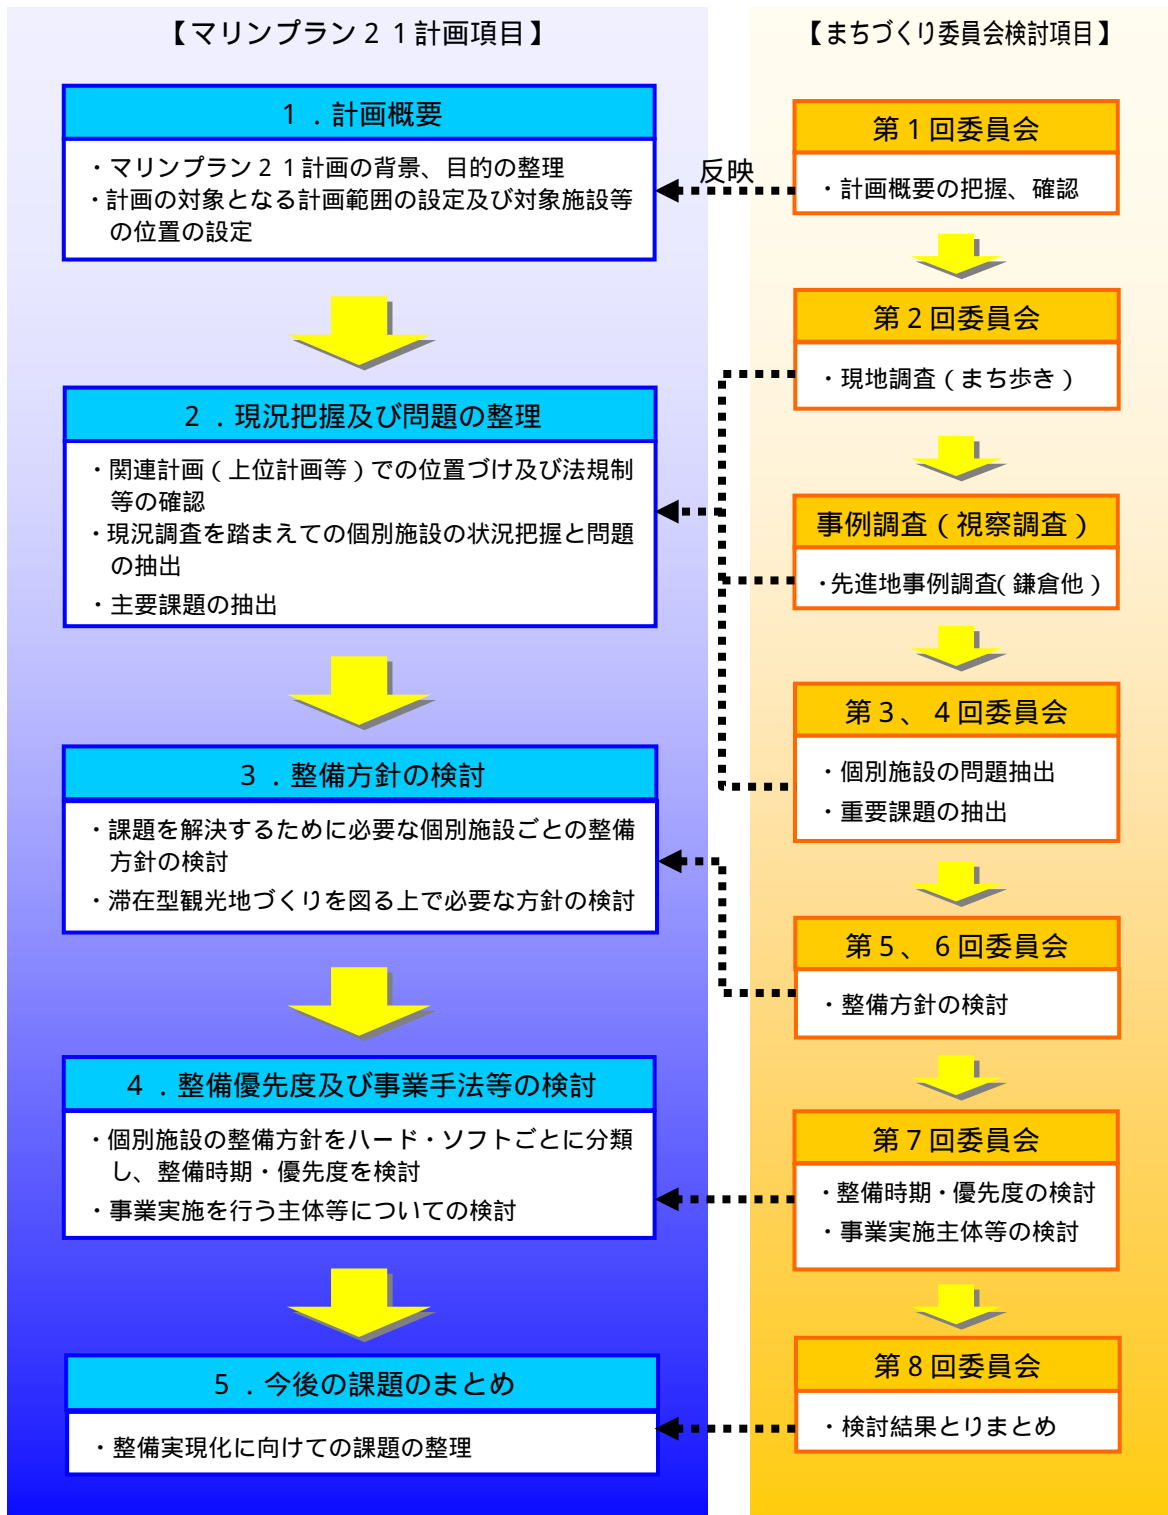 【マリンプラン２１計画項目】
１．計画概要
・マリンプラン２１計画の背景、目的の整理
・計画の対象となる計画範囲の設定及び対象施設等
の位置の設定
２．現況把握及び問題の整理
・関連計画（上位計画等）での位置づけ及び法規制
等の確認
・現況調査を踏まえての個別施設の状況把握と問題
の抽出
・主要課題の抽出
３．整備方針の検討
・課題を解決するために必要な個別施設ごとの整備
方針の検討
・滞在型観光地づくりを図る上で必要な方針の検討
４．整備優先度及び事業手法等の検討
・個別施設の整備方針をハード・ソフトごとに分類
し、整備時期・優先度を検討
・事業実施を行う主体等についての検討
５．今後の課題のまとめ
・整備実現化に向けての課題の整理
反映
【まちづくり委員会検討項目】
第１回委員会
・計画概要の把握、確認
第２回委員会
・現地調査（まち歩き）
事例調査（視察調査）
・先進地事例調査（鎌倉他）
第３、４回委員会
・個別施設の問題抽出
・重要課題の抽出
第５、６回委員会
・整備方針の検討
第７回委員会
・整備時期・優先度の検討
・事業実施主体等の検討
第８回委員会
・検討結果とりまとめ